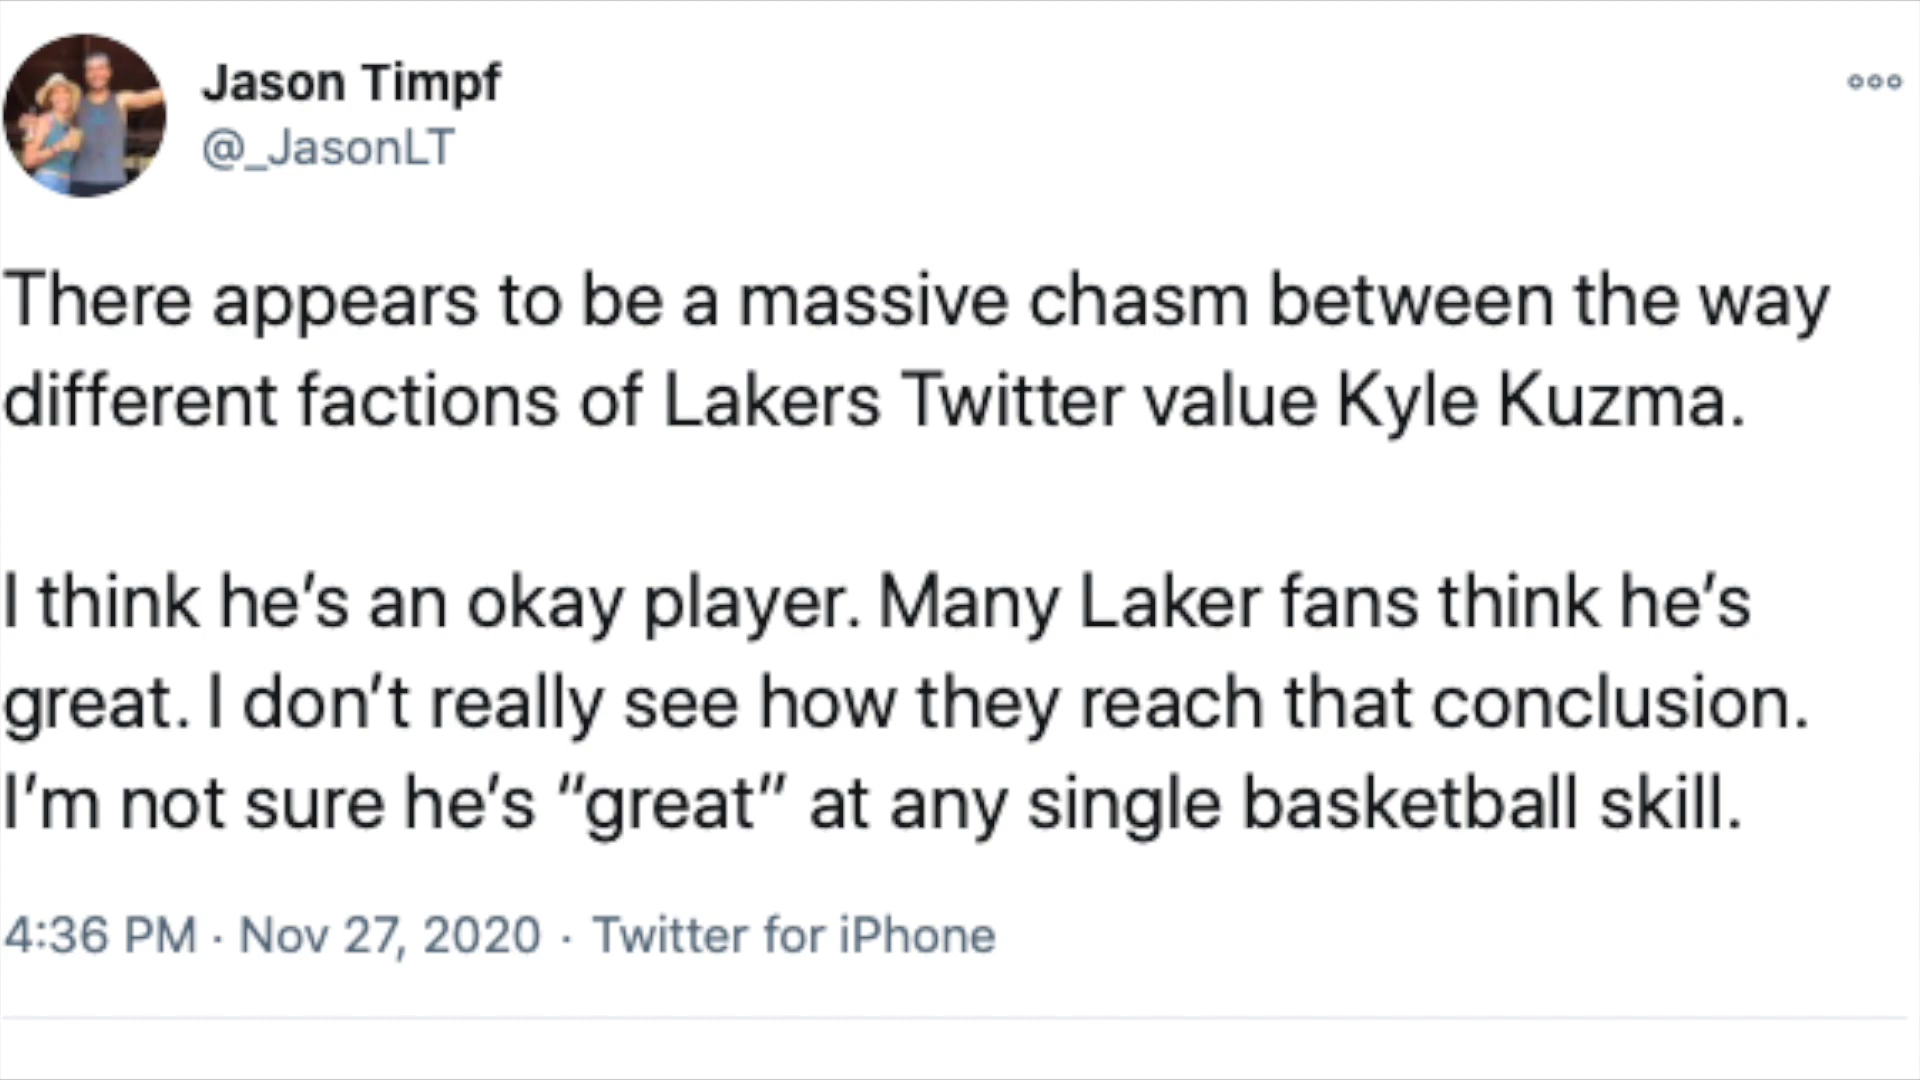 Jason Timpf
@_JasonLT
There appears to be a massive chasm between the way
different factions of Lakers Twitter value Kyle Kuzma.
I think he’s an okay player. Many Laker fans think he’s
great. I don’t really see how they reach that conclusion.
I’m not sure he’s “great” at any single basketball skill.
4:36 PM · Nov 27, 2020 · Twitter for iPhone